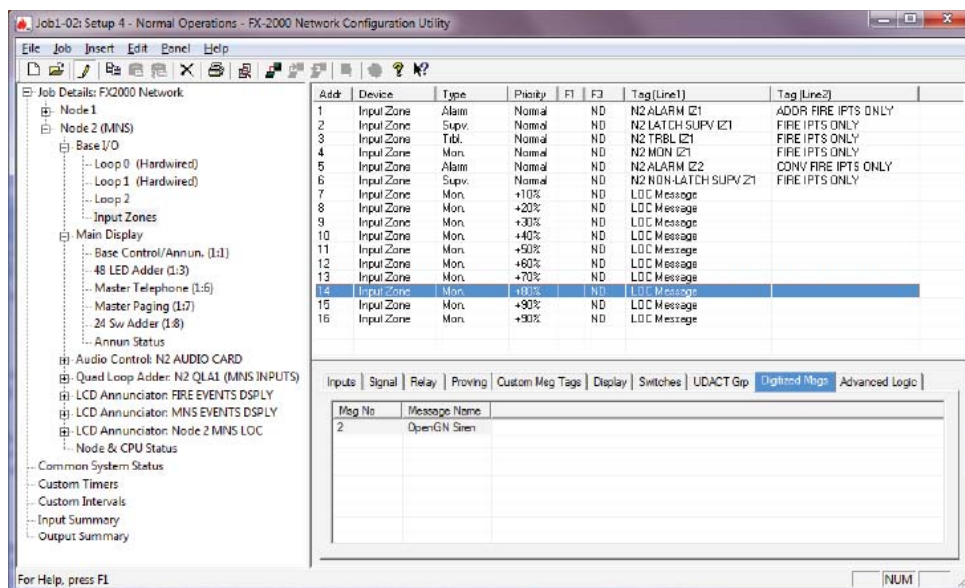 Job1-02: Setup 4 - Normal Operations - FX-2000 Network Configuration Utility
File Job Insert Edit Panel Help
Job Details: FX2000 Network
Node 1
Node 2 (MNS)
Base I/O
Loop 0 (Hardwired)
Loop 1 (Hardwired)
Loop 2
Input Zones
Main Display
Base Control/Annun. (1:1)
48 LED Adder (1:3)
Master Telephone (1:6)
Master Paging (1:7)
24 Sw Adder (1:8)
Annun Status
Audio Control: N2 AUDIO CARD
Quad Loop Adder: N2 QLA1 (MNS INPUTS)
LCD Annunciator: FIRE EVENTS DSPLY
LCD Annunciator: MNS EVENTS DSPLY
LCD Annunciator: Node 2 MNS LOC
Node & CPU Status
Common System Status
Custom Timers
Custom Intervals
Input Summary
Output Summary
Addr Device Type Priority F1 F3 Tag(Line1) Tag (Line2)
1 Input Zone Alarm Normal ND N2 ALARM IZ1 ADDR FIRE IPTS ONLY
2 Input Zone Supv. Normal ND N2 LATCH SUPV IZ1 FIRE IPTS ONLY
3 Input Zone Trbl. Normal ND N2 TRBL IZ1 FIRE IPTS ONLY
4 Input Zone Mon. Normal ND N2 MON IZ1 FIRE IPTS ONLY
5 Input Zone Alarm Normal ND N2 ALARM IZ2 CONV FIRE IPTS ONLY
6 Input Zone Supv. Normal ND N2 NON-LATCH SUPV Z1 FIRE IPTS ONLY
7 Input Zone Mon. +10% ND LOC Message
8 Input Zone Mon. +20% ND LOC Message
9 Input Zone Mon. +30% ND LOC Message
10 Input Zone Mon. +40% ND LOC Message
11 Input Zone Mon. +50% ND LOC Message
12 Input Zone Mon. +60% ND LOC Message
13 Input Zone Mon. +70% ND LOC Message
14 Input Zone Mon. +80% ND LOC Message
15 Input Zone Mon. +90% ND LOC Message
16 Input Zone Mon. +90% ND LOC Message
Inputs Signal Relay Proving Custom Msg Tags Display Switches UDACT Grp Digitized Msgs Advanced Logic
Msg No Message Name
2 OpenGN Siren
For Help, press F1
NUM